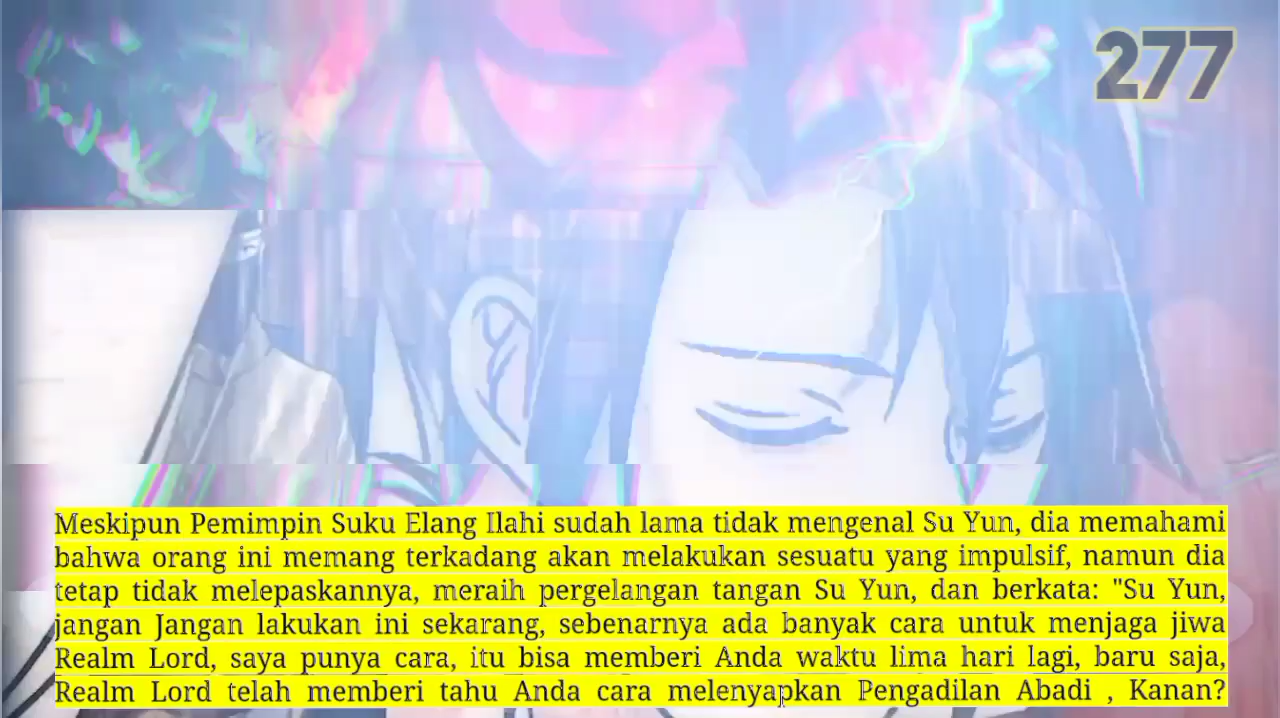 277
Meskipun Pemimpin Suku Elang Ilahi sudah lama tidak mengenal Su Yun, dia memahami
bahwa orang ini memang terkadang akan melakukan sesuatu yang impulsif, namun dia
tetap tidak melepaskannya, meraih pergelangan tangan Su Yun, dan berkata: "Su Yun,
jangan Jangan lakukan ini sekarang, sebenarnya ada banyak cara untuk menjaga jiwa
Realm Lord, saya punya cara, itu bisa memberi Anda waktu lima hari lagi, baru saja,
Realm Lord telah memberi tahu Anda cara melenyapkan Pengadilan Abadi , Kanan?